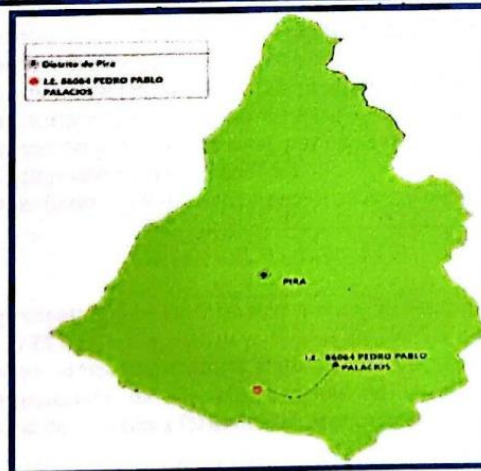 Distrito de Pira
I.E. 86064 PEDRO PABLO
PALACIOS
PIRA
I.E. 86064 PEDRO PABLO
PALACIOS